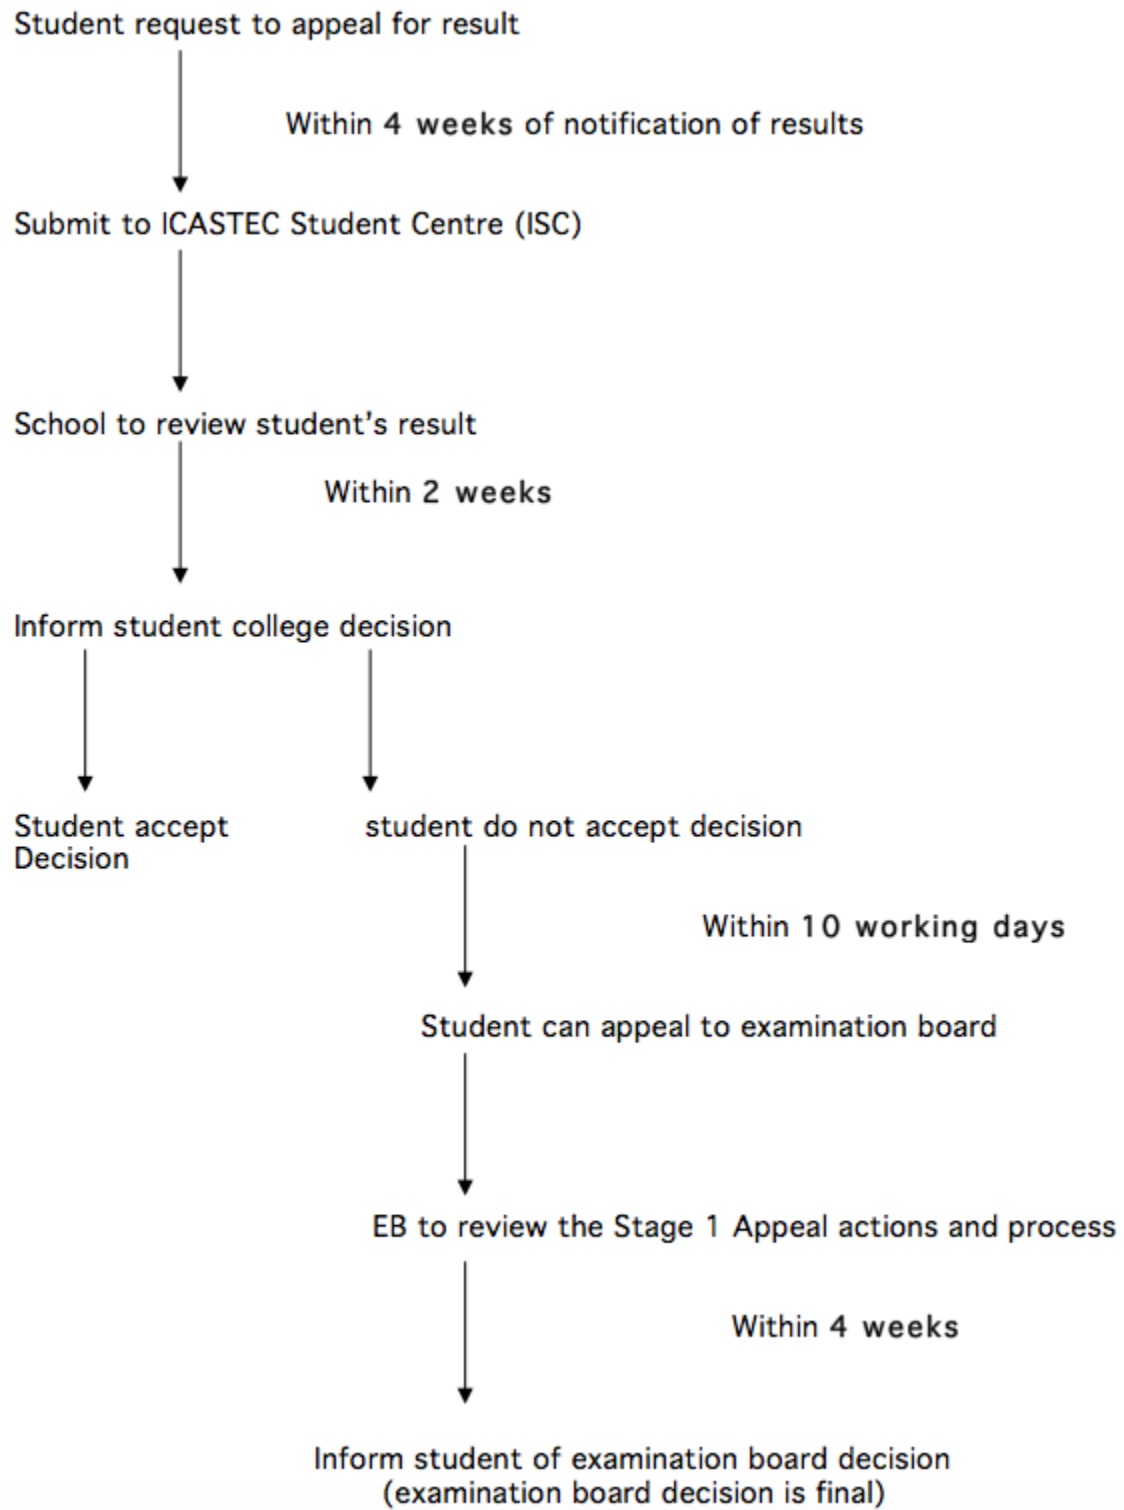 Student request to appeal for result
Within 4 weeks of notification of results
Submit to ICASTEC Student Centre (ISC)
School to review student's result
Within 2 weeks
Inform student college decision
Student accept
Decision
student do not accept decision
Within 10 working days
Student can appeal to examination board
EB to review the Stage 1 Appeal actions and process
Within 4 weeks
Inform student of examination board decision
(examination board decision is final)